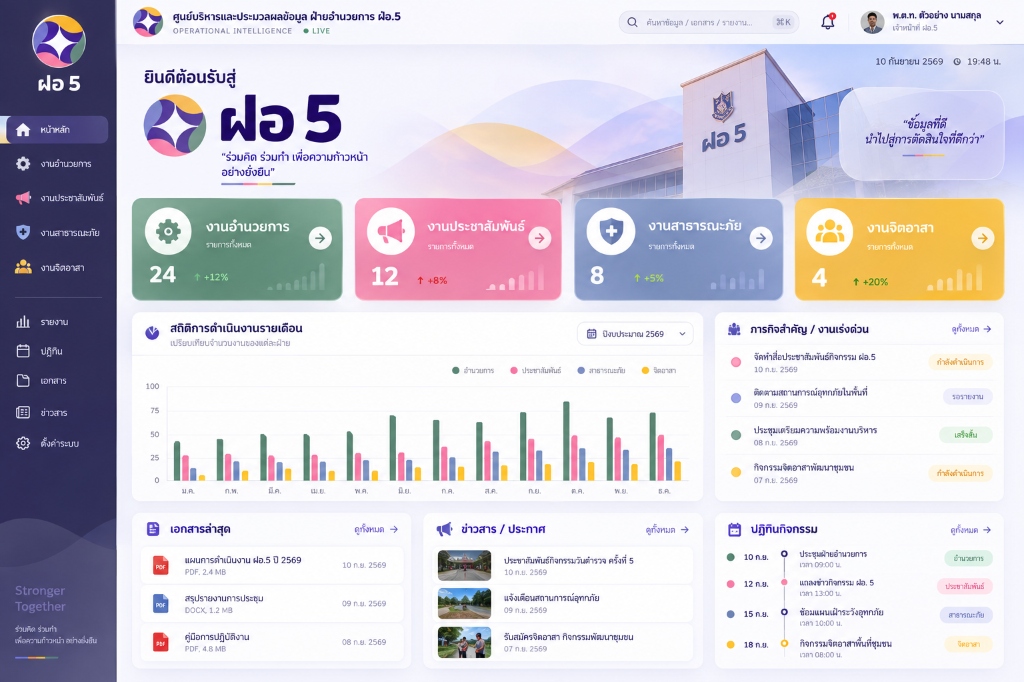 ฝอ 5
หน้าหลัก
งานอำนวยการ
งานประชาสัมพันธ์
งานสาธารณะภัย
งานจิตอาสา
รายงาน
ปฏิทิน
เอกสาร
ข่าวสาร
ตั้งค่าระบบ
Stronger
Together
ร่วมคิด ร่วมทำ
เพื่อความก้าวหน้า อย่างยั่งยืน
ศูนย์บริหารและประมวลผลข้อมูล ฝ่ายอำนวยการ ฝอ.5
OPERATIONAL INTELLIGENCE LIVE
ค้นหาข้อมูล / เอกสาร / รายงาน... ⌘K
พ.ต.ท. ตัวอย่าง นามสกุล
เจ้าหน้าที่ ฝอ.5
10 กันยายน 2569 19:48 น.
ยินดีต้อนรับสู่
ฝอ 5
"ร่วมคิด ร่วมทำ เพื่อความก้าวหน้า
อย่างยั่งยืน"
ฝอ 5
"ข้อมูลที่ดี
นำไปสู่การตัดสินใจที่ดีกว่า"
งานอำนวยการ
รายการทั้งหมด
24 ↑ +12%
งานประชาสัมพันธ์
รายการทั้งหมด
12 ↑ +8%
งานสาธารณะภัย
รายการทั้งหมด
8 ↑ +5%
งานจิตอาสา
รายการทั้งหมด
4 ↑ +20%
สถิติการดำเนินงานรายเดือน
เปรียบเทียบจำนวนงานของแต่ละฝ่าย
ปีงบประมาณ 2569
อำนวยการ ประชาสัมพันธ์ สาธารณะภัย จิตอาสา
100
75
50
25
0
ม.ค. ก.พ. มี.ค. เม.ย. พ.ค. มิ.ย. ก.ค. ส.ค. ก.ย. ต.ค. พ.ย. ธ.ค.
ภารกิจสำคัญ / งานเร่งด่วน ดูทั้งหมด →
จัดทำสื่อประชาสัมพันธ์กิจกรรม ฝอ.5
10 ก.ย. 2569
กำลังดำเนินการ
ติดตามสถานการณ์อุทกภัยในพื้นที่
09 ก.ย. 2569
รอรายงาน
ประชุมเตรียมความพร้อมงานบริหาร
08 ก.ย. 2569
เสร็จสิ้น
กิจกรรมจิตอาสาพัฒนาชุมชน
07 ก.ย. 2569
กำลังดำเนินการ
เอกสารล่าสุด ดูทั้งหมด →
PDF
แผนการดำเนินงาน ฝอ.5 ปี 2569
PDF, 2.4 MB
10 ก.ย. 2569
PDF
สรุปรายงานการประชุม
DOCX, 1.2 MB
09 ก.ย. 2569
PDF
คู่มือการปฏิบัติงาน
PDF, 4.8 MB
08 ก.ย. 2569
ข่าวสาร / ประกาศ ดูทั้งหมด →
ประชาสัมพันธ์กิจกรรมวันตำรวจ ครั้งที่ 5
10 ก.ย. 2569
แจ้งเตือนสถานการณ์อุทกภัย
09 ก.ย. 2569
รับสมัครจิตอาสา กิจกรรมพัฒนาชุมชน
07 ก.ย. 2569
ปฏิทินกิจกรรม ดูทั้งหมด →
10 ก.ย. ประชุมฝ่ายอำนวยการ
เวลา 09:00 น.
อำนวยการ
12 ก.ย. แถลงข่าวกิจกรรม ฝอ. 5
เวลา 13:00 น.
ประชาสัมพันธ์
15 ก.ย. ซ้อมแผนเฝ้าระวังอุทกภัย
เวลา 10:00 น.
สาธารณะภัย
18 ก.ย. กิจกรรมจิตอาสาพื้นที่ชุมชน
เวลา 08:00 น.
จิตอาสา